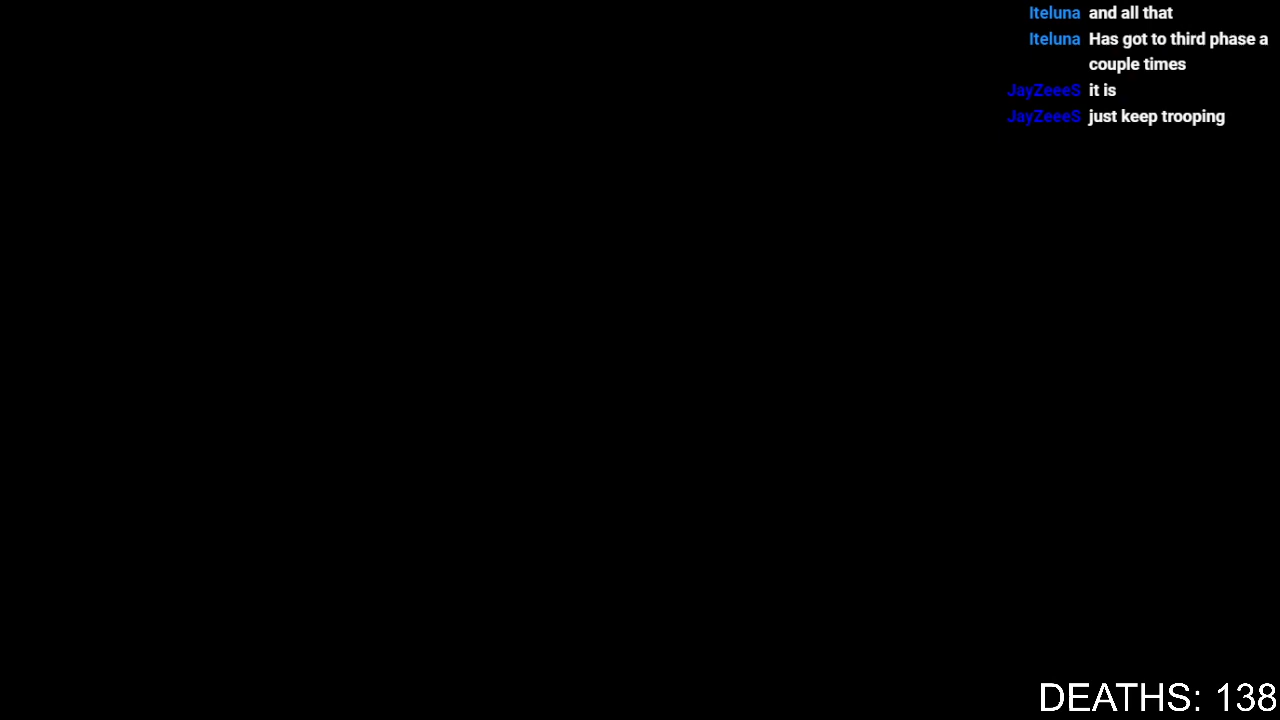 Iteluna and all that
Iteluna Has got to third phase a
couple times
JayZeeeS it is
JayZeeeS just keep trooping
DEATHS: 138